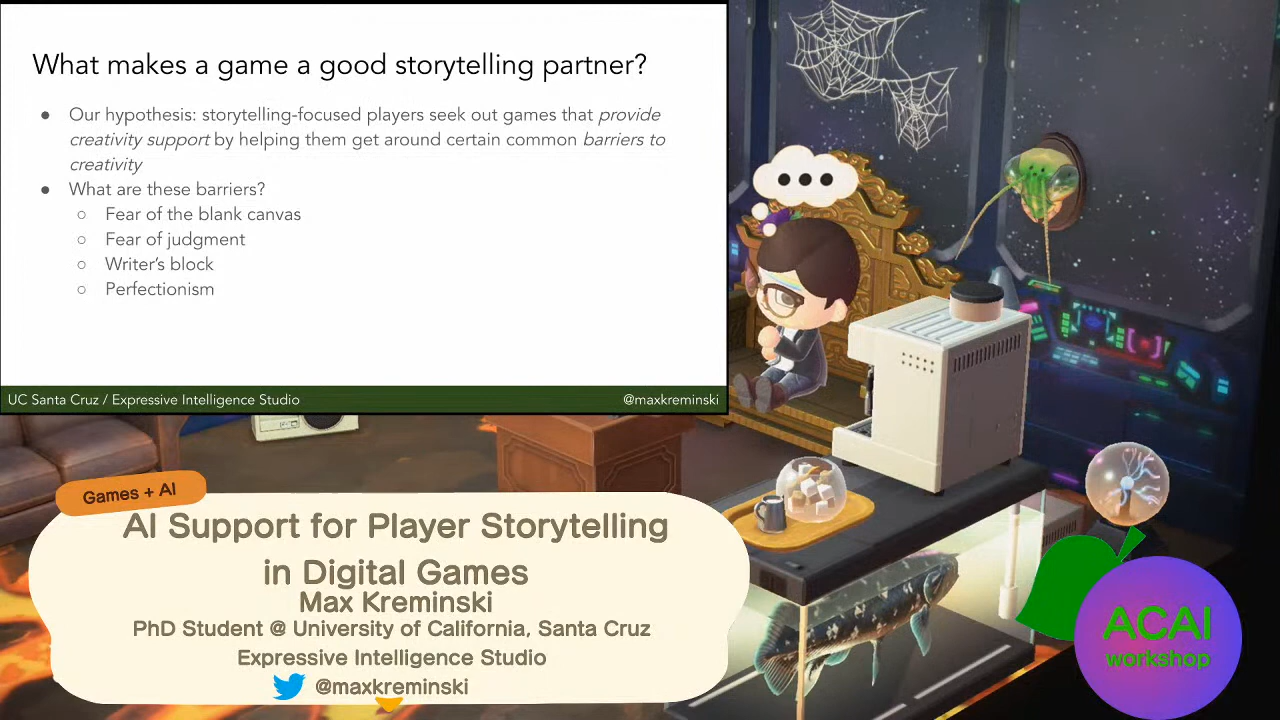 What makes a game a good storytelling partner?
● Our hypothesis: storytelling-focused players seek out games that provide
creativity support by helping them get around certain common barriers to
creativity
● What are these barriers?
○ Fear of the blank canvas
○ Fear of judgment
○ Writer's block
○ Perfectionism
UC Santa Cruz / Expressive Intelligence Studio @maxkreminski
Games + AI
AI Support for Player Storytelling
in Digital Games
Max Kreminski
PhD Student @ University of California, Santa Cruz
Expressive Intelligence Studio
@maxkreminski
ACAI
workshop